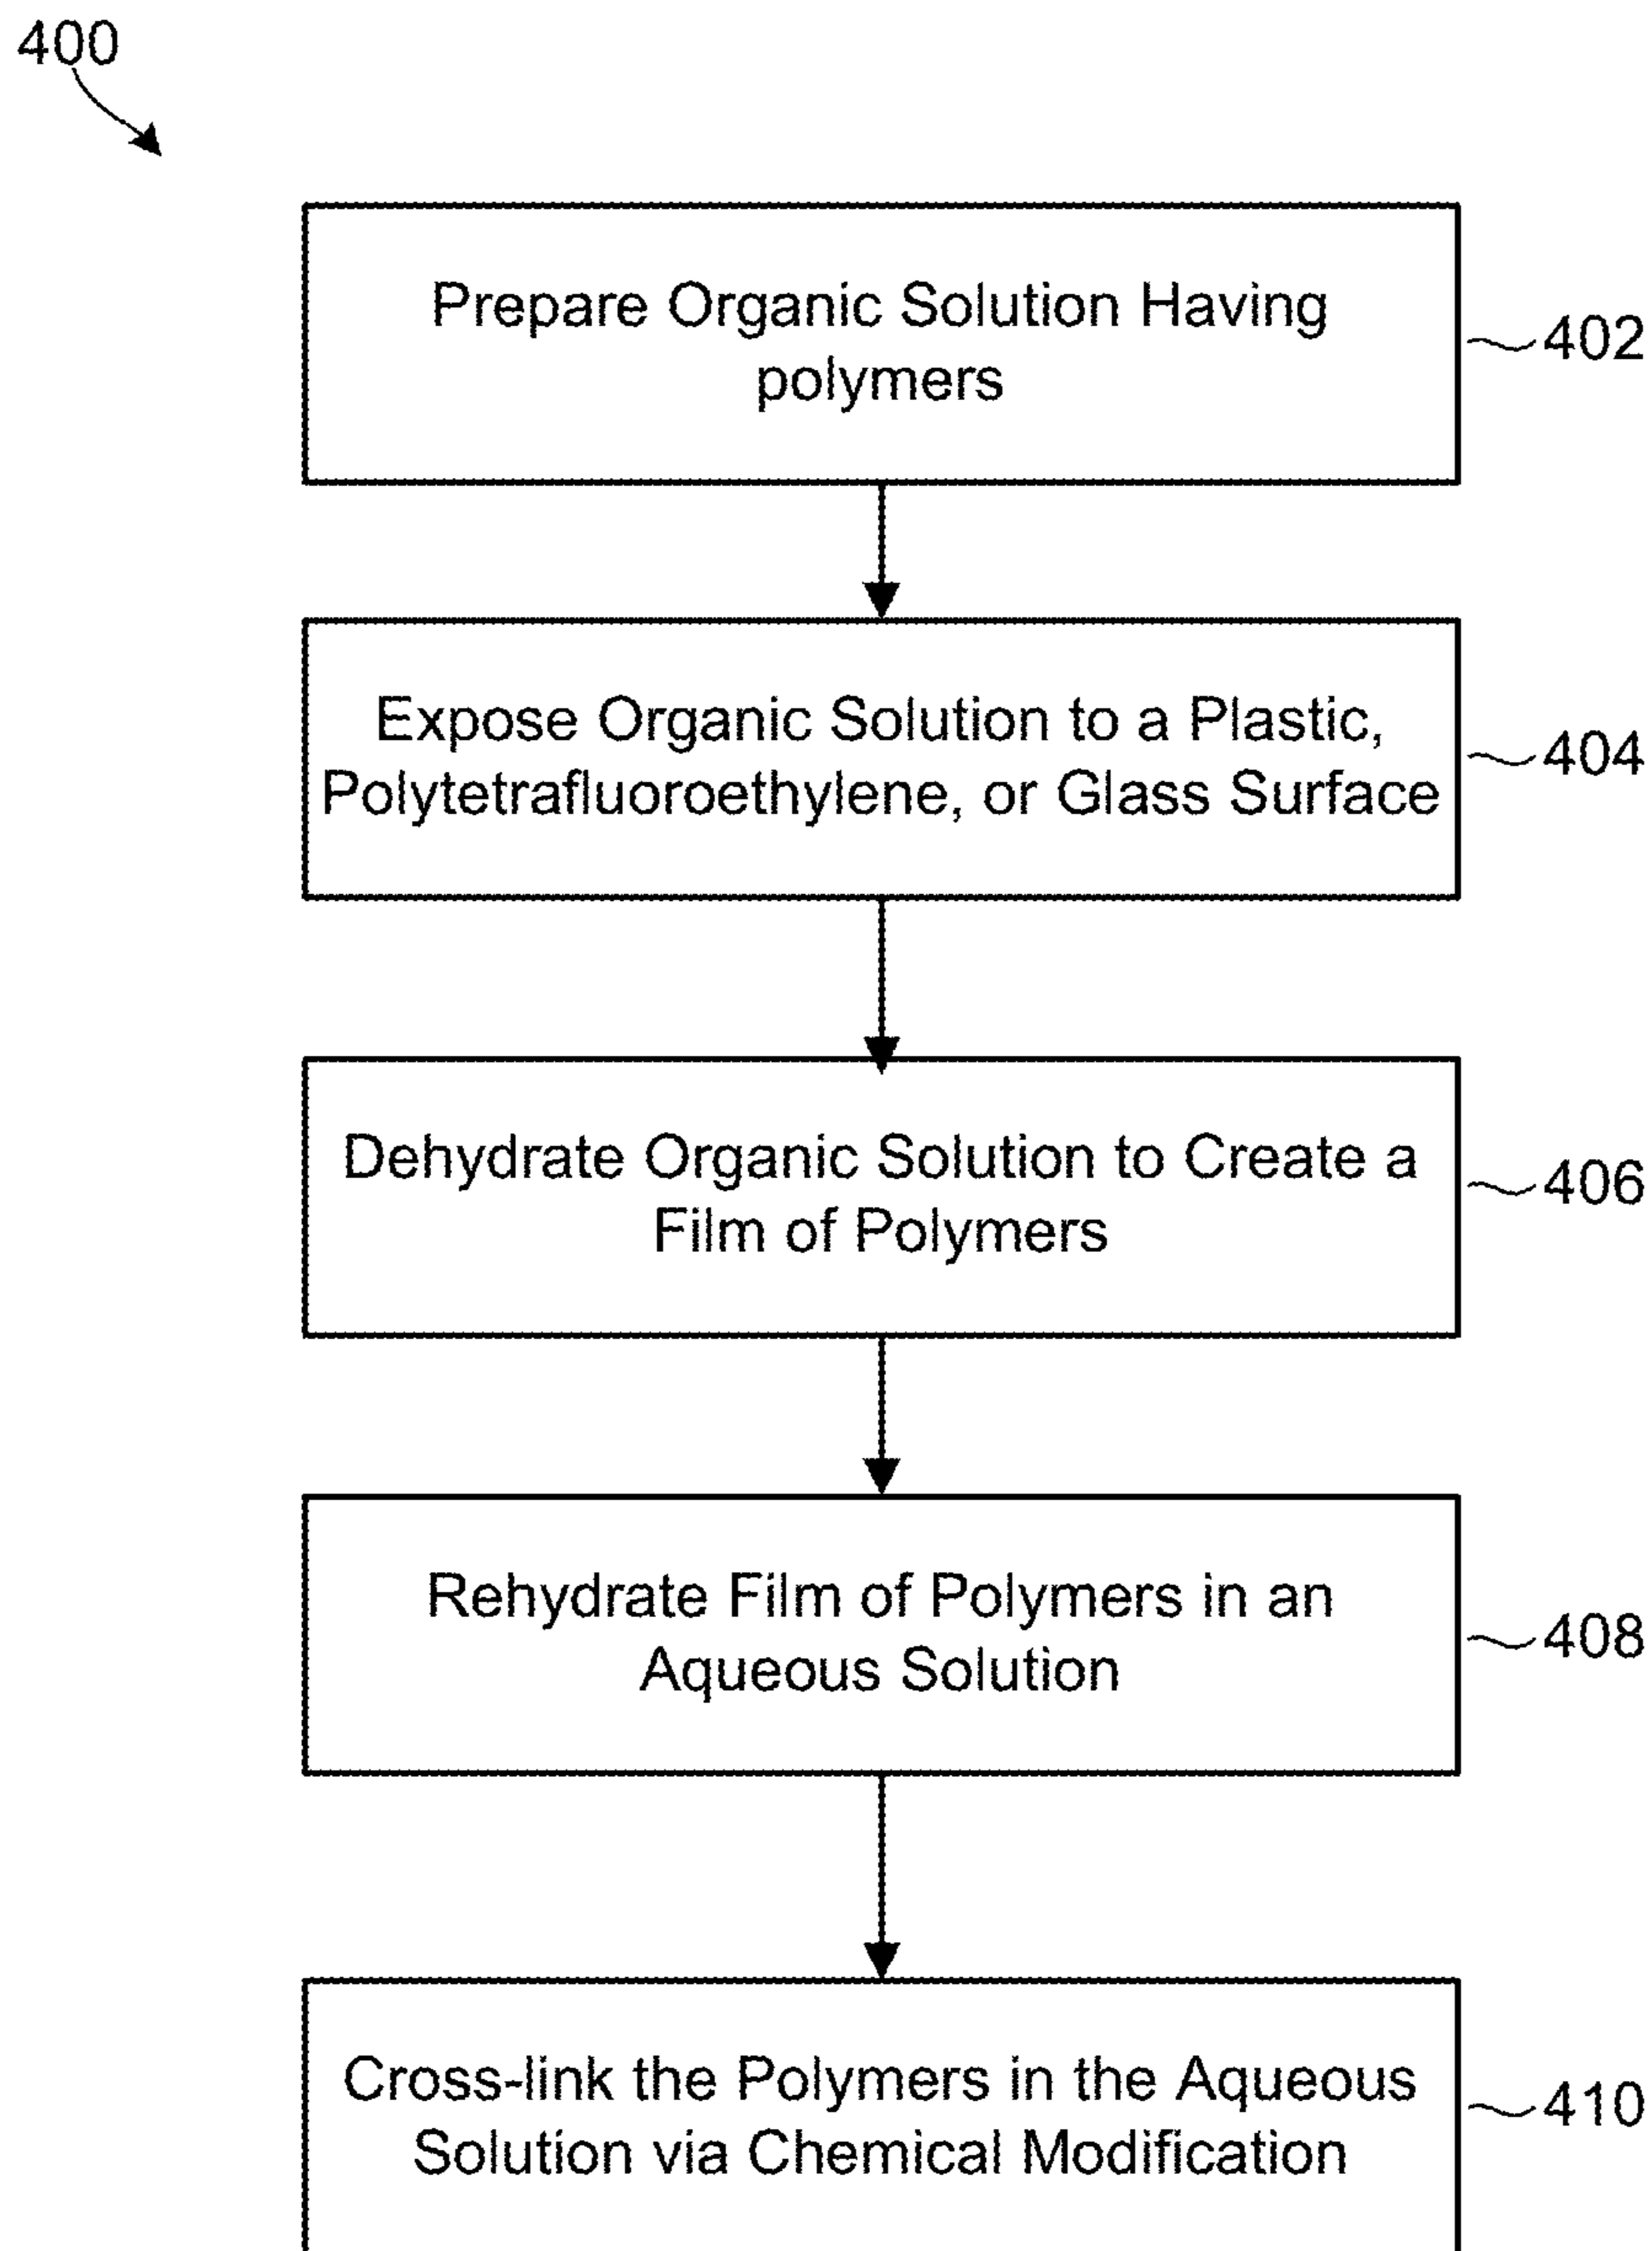 400
Prepare Organic Solution Having
polymers
402
Expose Organic Solution to a Plastic,
Polytetrafluoroethylene, or Glass Surface
404
Dehydrate Organic Solution to Create a
Film of Polymers
406
Rehydrate Film of Polymers in an
Aqueous Solution
408
Cross-link the Polymers in the Aqueous
Solution via Chemical Modification
410